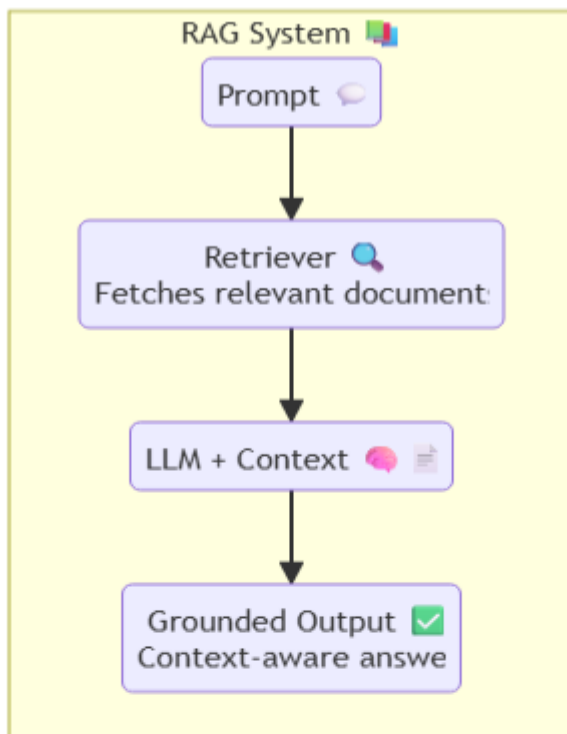 RAG System 📚
Prompt 💬
Retriever 🔍
Fetches relevant document
LLM + Context 🧠 📄
Grounded Output ✅
Context-aware answe